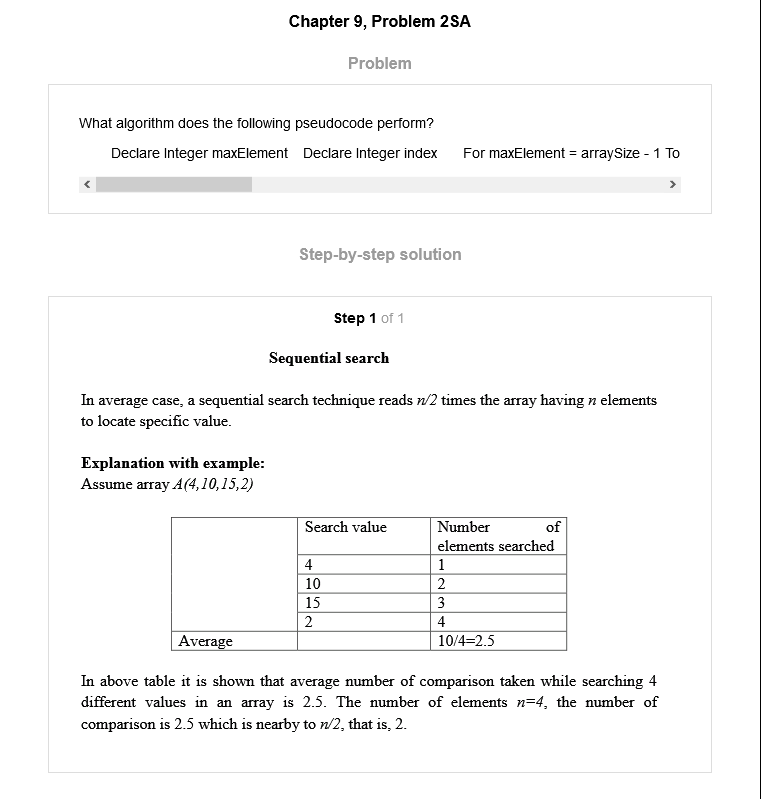 Chapter 9, Problem 2SA
Problem
What algorithm does the following pseudocode perform?
Declare Integer maxElement Declare Integer index For maxElement = arraySize - 1 To
Step-by-step solution
Step 1 of 1
Sequential search
In average case, a sequential search technique reads n/2 times the array having n elements
to locate specific value.
Explanation with example:
Assume array A(4,10,15,2)
Search value Number of
elements searched
4 1
10 2
15 3
2 4
Average 10/4=2.5
In above table it is shown that average number of comparison taken while searching 4
different values in an array is 2.5. The number of elements n=4, the number of
comparison is 2.5 which is nearby to n/2, that is, 2.